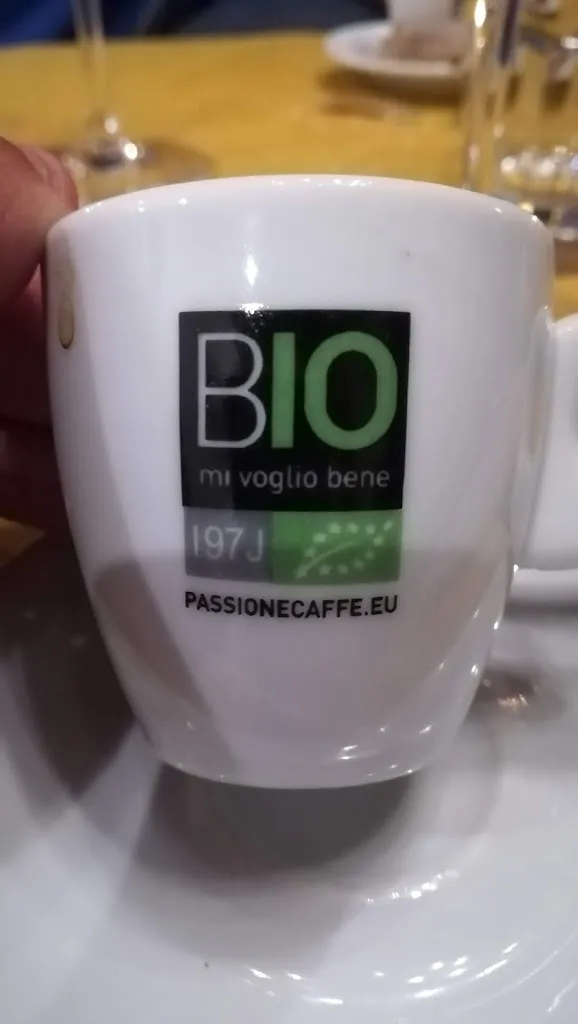 BIO
mi voglio bene
197J
PASSIONECAFFE.EU